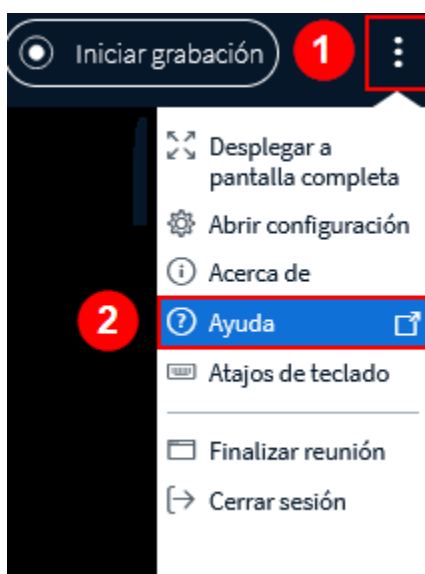 Iniciar grabación 1
Desplegar a
pantalla completa
Abrir configuración
Acerca de
2 Ayuda
Atajos de teclado
Finalizar reunión
Cerrar sesión